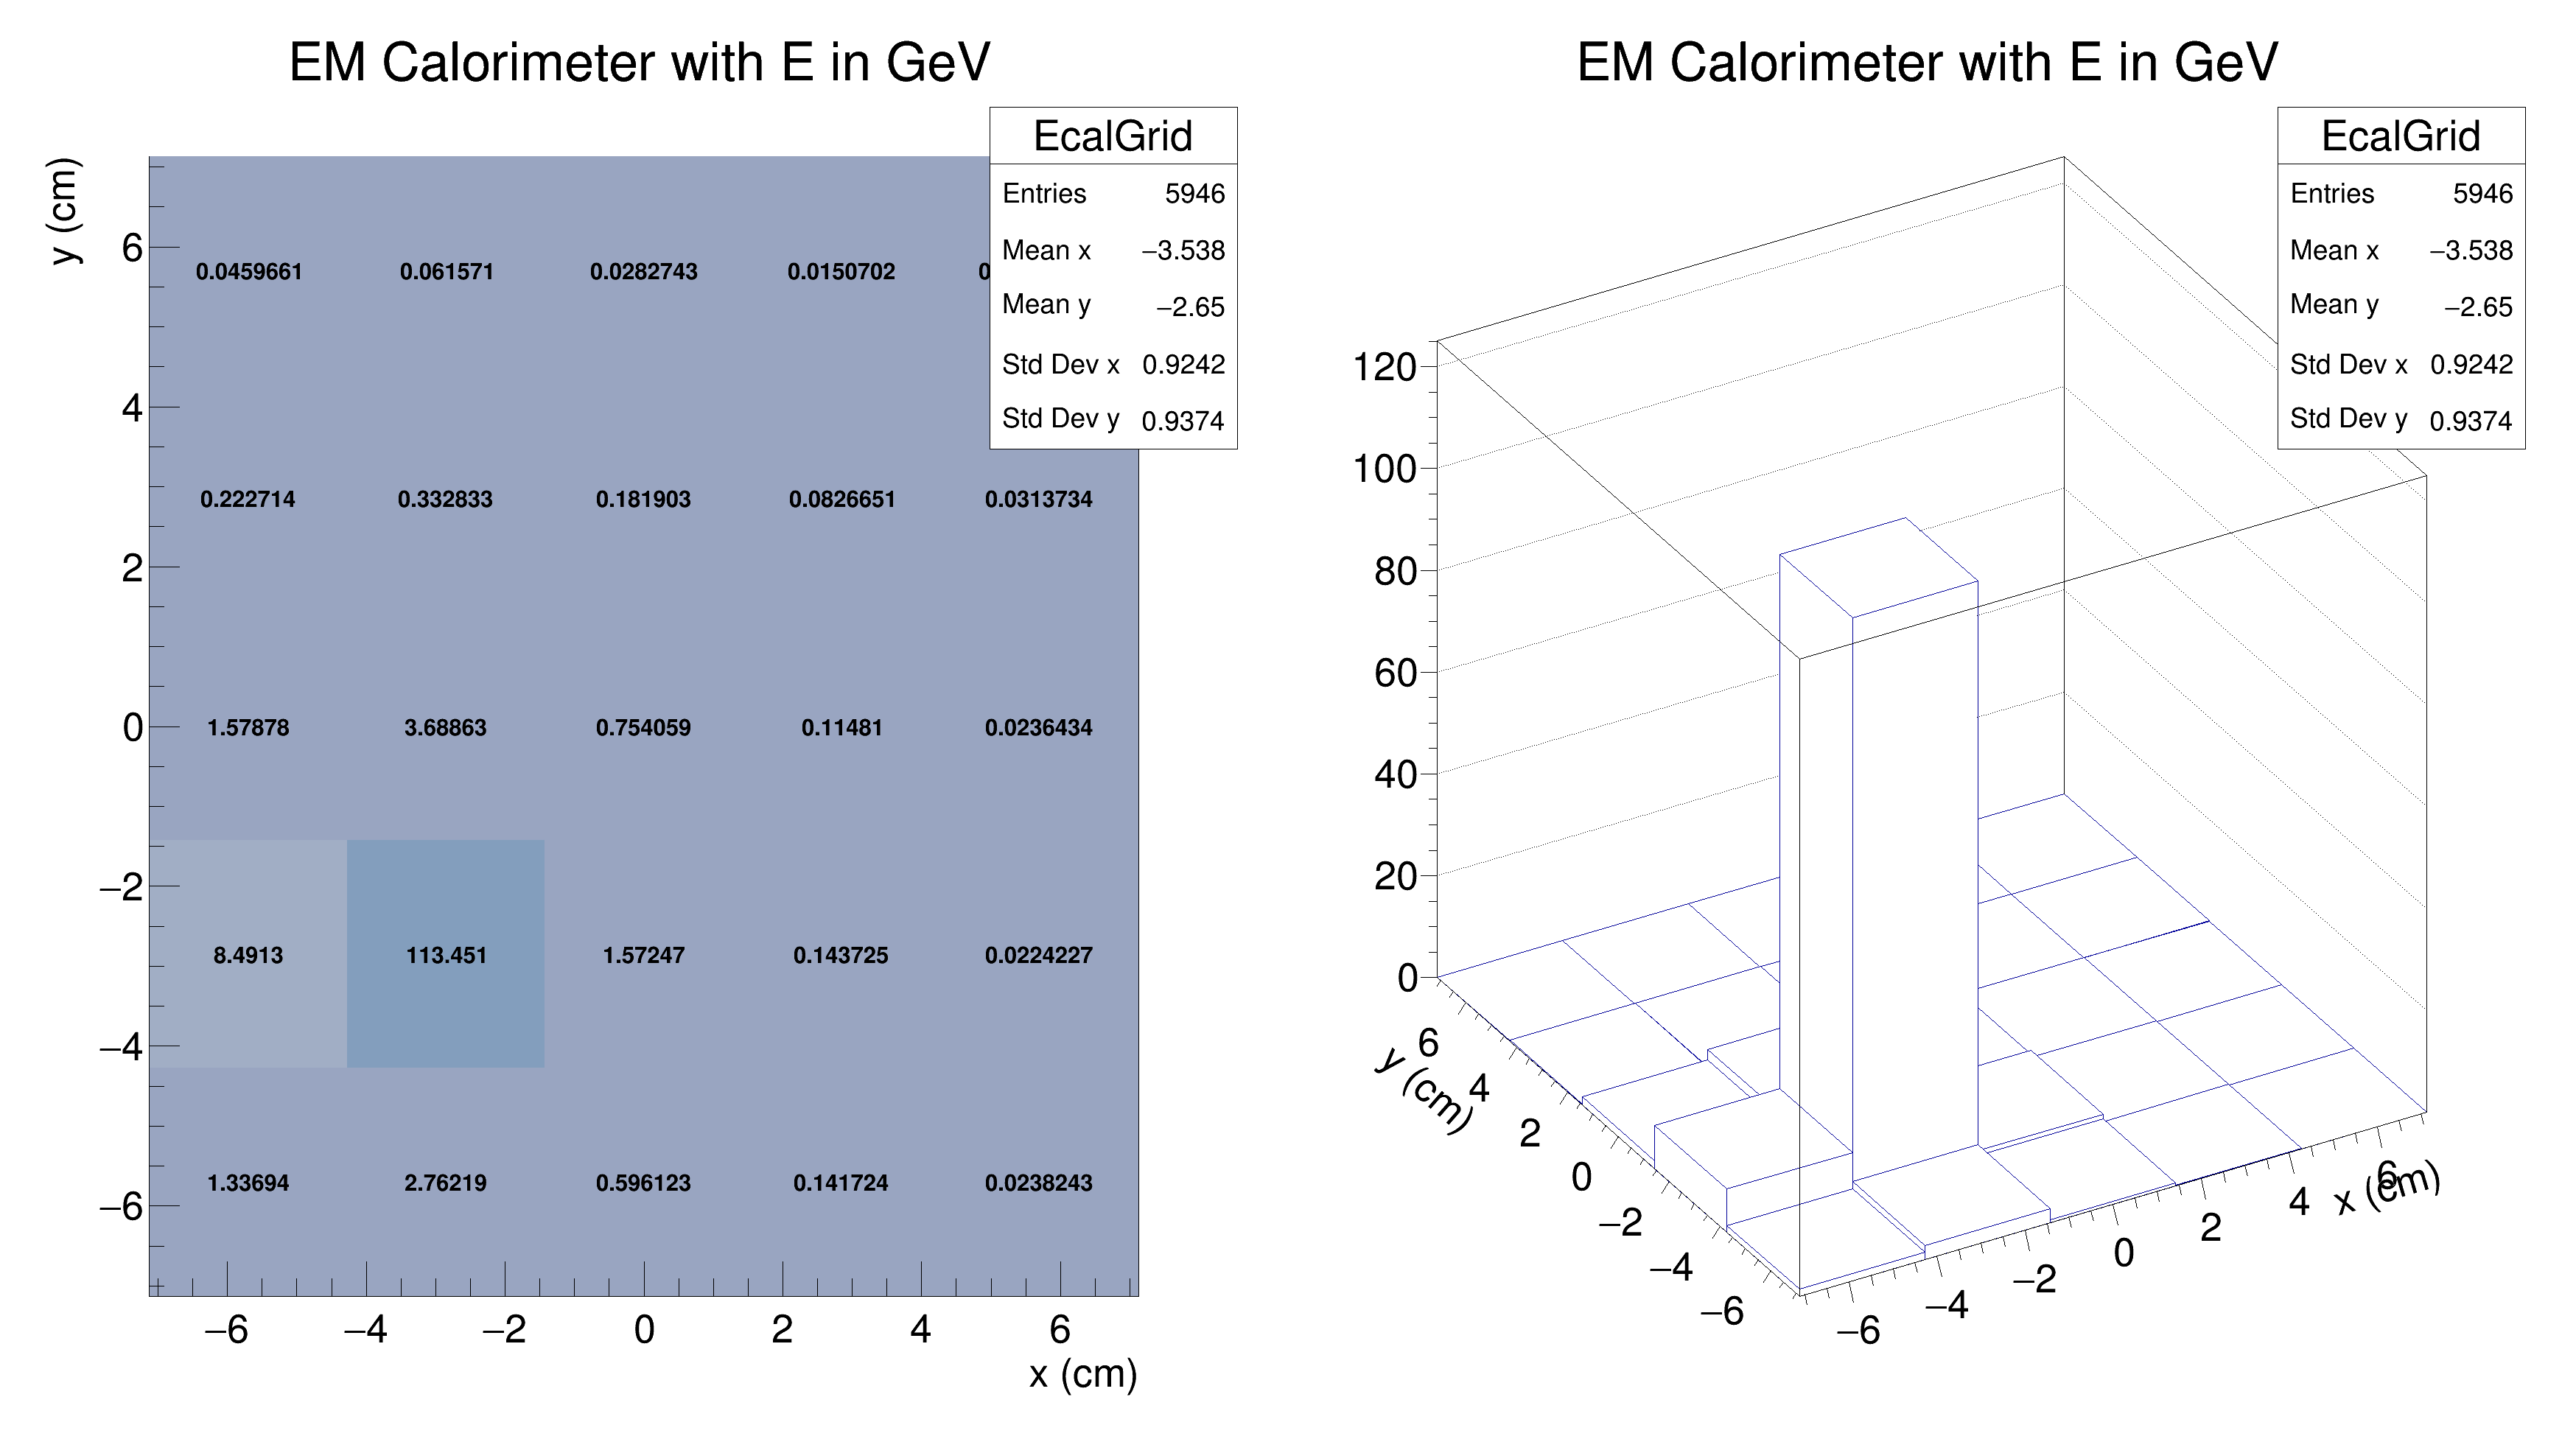 EM Calorimeter with E in GeV
EcalGrid
Entries 5946
Mean x −3.538
Mean y −2.65
Std Dev x 0.9242
Std Dev y 0.9374
y (cm)
6
4
2
0
−2
−4
−6
0.0459661 0.061571 0.0282743 0.0150702
0.222714 0.332833 0.181903 0.0826651 0.0313734
1.57878 3.68863 0.754059 0.11481 0.0236434
8.4913 113.451 1.57247 0.143725 0.0224227
1.33694 2.76219 0.596123 0.141724 0.0238243
−6 −4 −2 0 2 4 6
x (cm)
EM Calorimeter with E in GeV
EcalGrid
Entries 5946
Mean x −3.538
Mean y −2.65
Std Dev x 0.9242
Std Dev y 0.9374
120
100
80
60
40
20
0
y (cm)
6
4
2
0
−2
−4
−6
−6 −4 −2 0 2 4 6
x (cm)